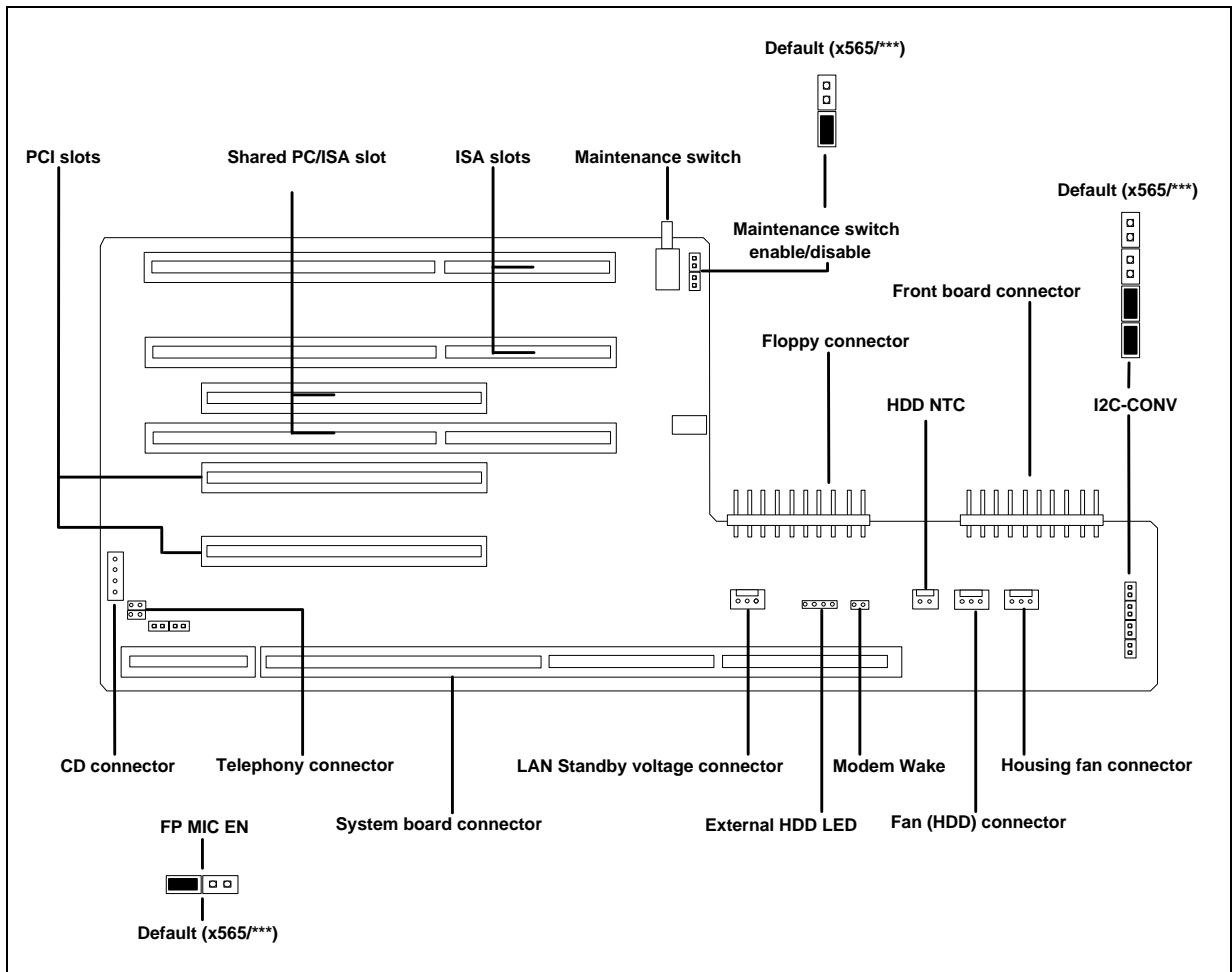 Default (x565/***)
PCI slots
Shared PC/ISA slot
ISA slots
Maintenance switch
Default (x565/***)
Maintenance switch
enable/disable
Front board connector
Floppy connector
HDD NTC
I2C-CONV
CD connector
Telephony connector
LAN Standby voltage connector
Modem Wake
Housing fan connector
FP MIC EN
System board connector
External HDD LED
Fan (HDD) connector
Default (x565/***)